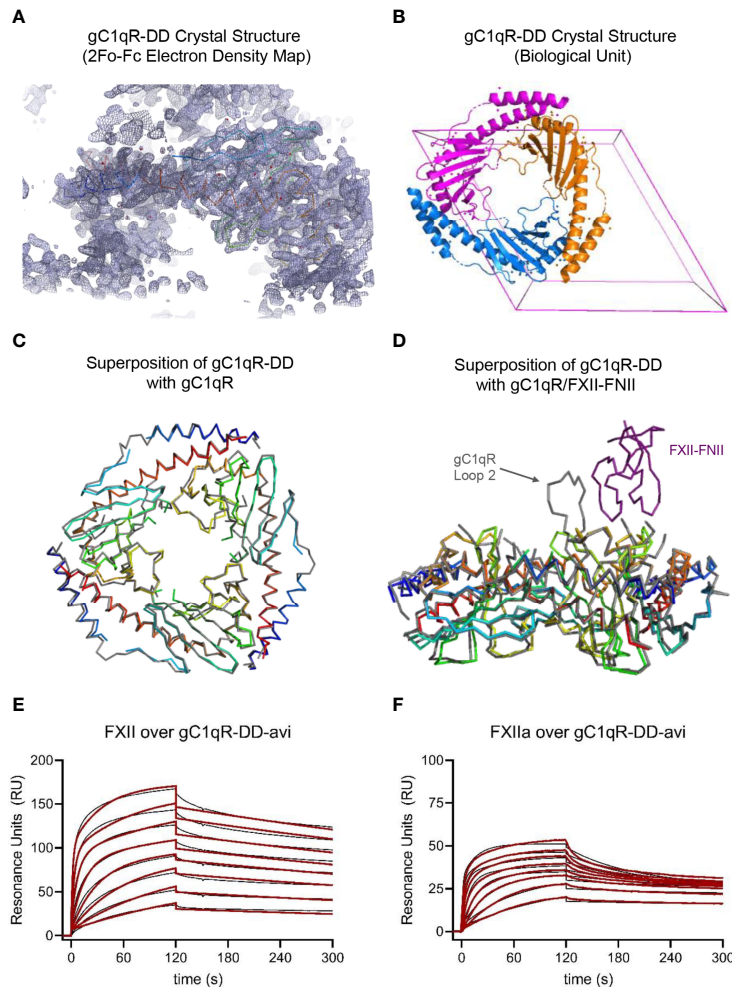 A
gC1qR-DD Crystal Structure
(2Fo-Fc Electron Density Map)
B
gC1qR-DD Crystal Structure
(Biological Unit)
C
Superposition of gC1qR-DD
with gC1qR
D
Superposition of gC1qR-DD
with gC1qR/FXII-FNII
gC1qR
Loop 2
FXII-FNII
E
FXII over gC1qR-DD-avi
Resonance Units (RU)
200
150
100
50
0
0 60 120 180 240 300
time (s)
F
FXIIa over gC1qR-DD-avi
Resonance Units (RU)
100
75
50
25
0
0 60 120 180 240 300
time (s)